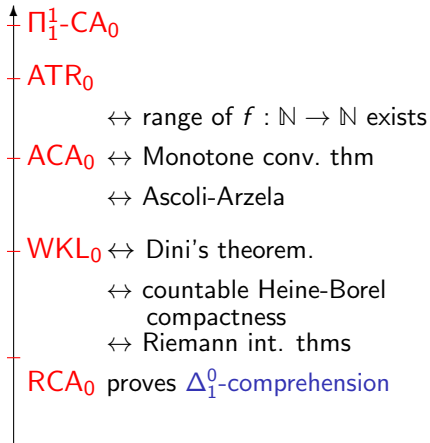 Π¹₁-CA₀
ATR₀
↔ range of f : ℕ → ℕ exists
ACA₀ ↔ Monotone conv. thm
↔ Ascoli-Arzela
WKL₀ ↔ Dini's theorem.
↔ countable Heine-Borel
compactness
↔ Riemann int. thms
RCA₀ proves Δ⁰₁-comprehension